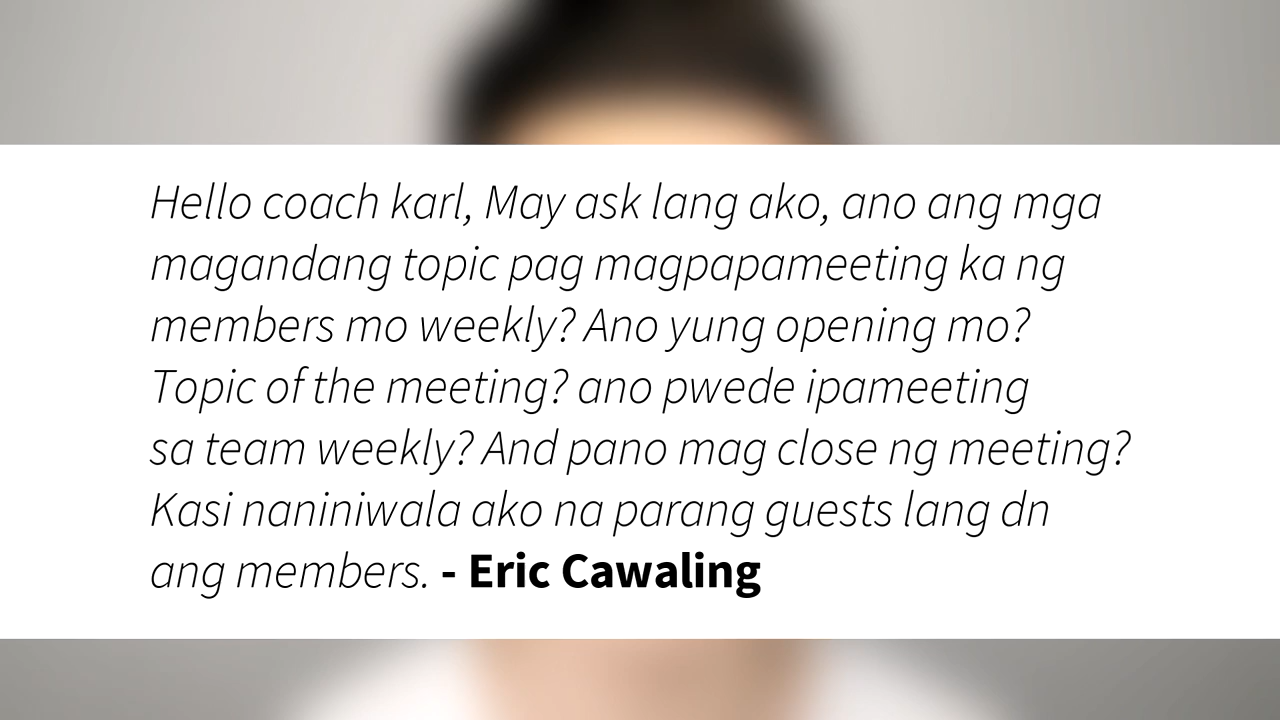 Hello coach karl, May ask lang ako, ano ang mga
magandang topic pag magpapameeting ka ng
members mo weekly? Ano yung opening mo?
Topic of the meeting? ano pwede ipameeting
sa team weekly? And pano mag close ng meeting?
Kasi naniniwala ako na parang guests lang dn
ang members. - Eric Cawaling